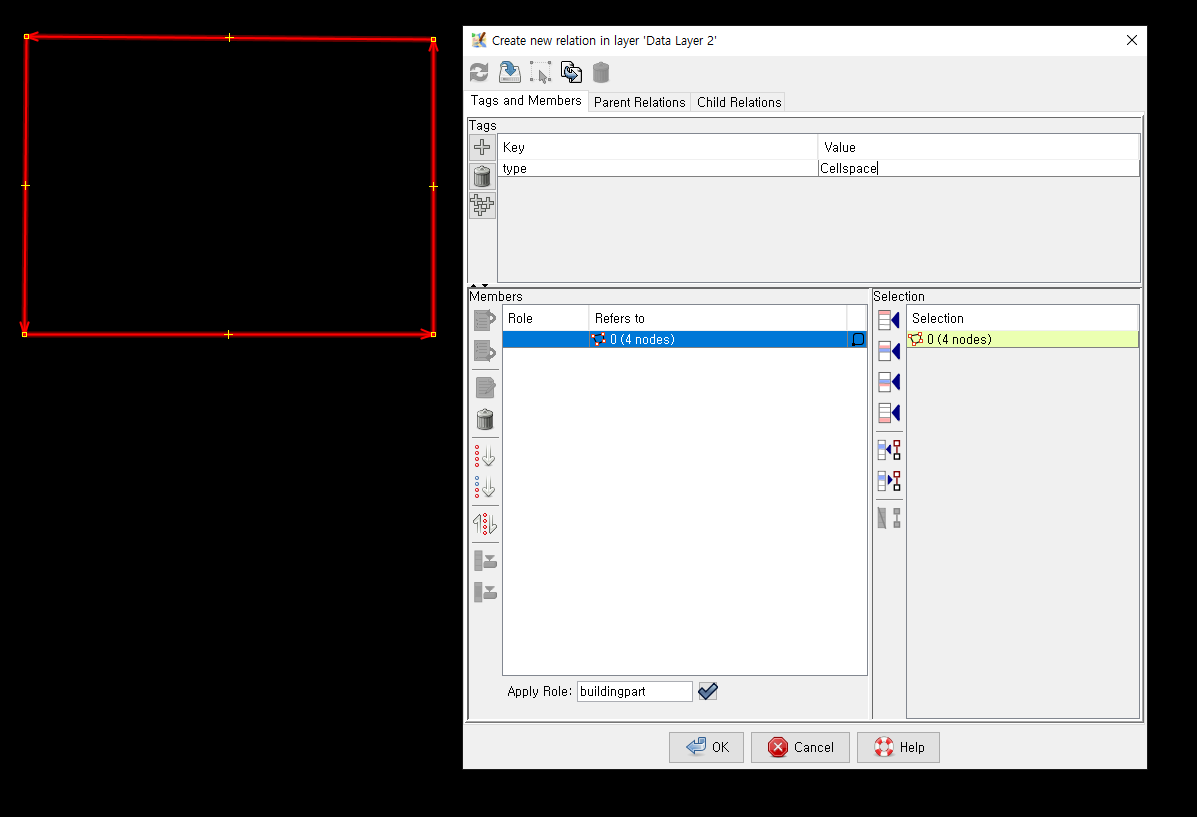 Create new relation in layer 'Data Layer 2'
Tags and Members Parent Relations Child Relations
Tags
Key Value
type Cellspace
Members
Role Refers to
0 (4 nodes)
Apply Role: buildingpart
Selection
Selection
0 (4 nodes)
OK Cancel Help